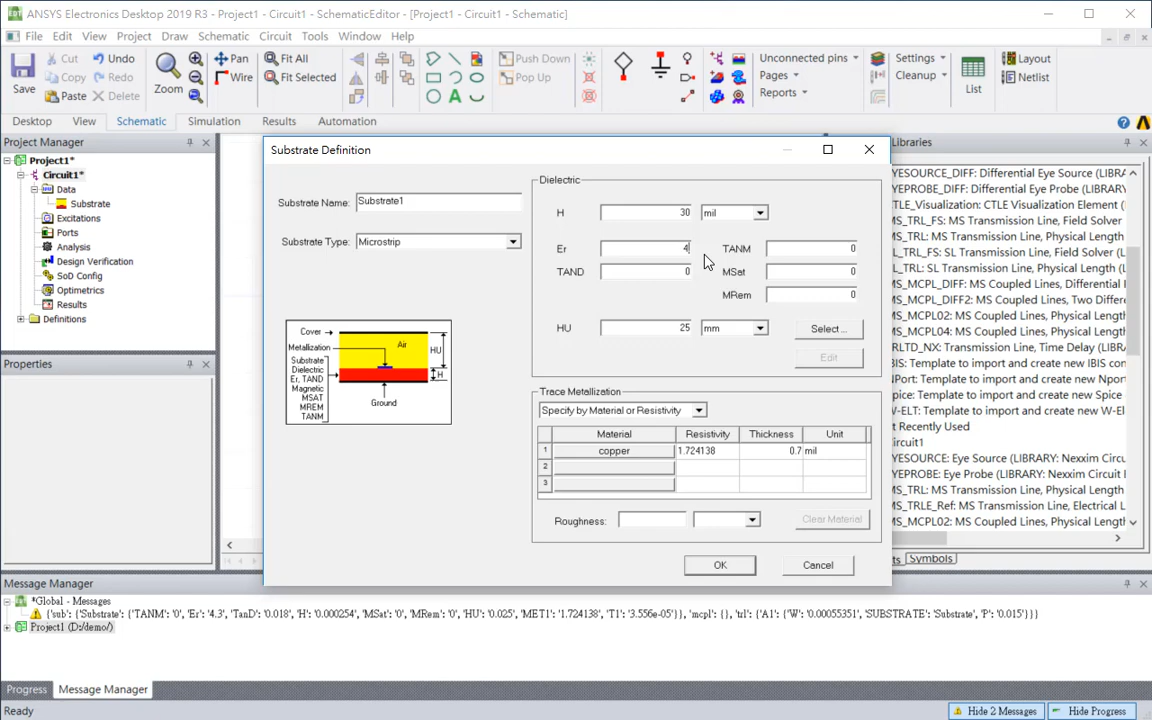 ANSYS Electronics Desktop 2019 R3 - Project1 - Circuit1 - SchematicEditor - [Project1 - Circuit1 - Schematic]
File Edit View Project Draw Schematic Circuit Tools Window Help
Save
Cut Copy Paste
Undo Redo Delete
Zoom
Pan Wire
Fit All Fit Selected
Push Down Pop Up
Unconnected pins
Pages
Reports
Settings
Cleanup
List
Layout
Netlist
Desktop View Schematic Simulation Results Automation
Project Manager
Project1*
Circuit1*
Data
Substrate
Excitations
Ports
Analysis
Design Verification
SoD Config
Optimetrics
Results
Definitions
Properties
Substrate Definition
Substrate Name: Substrate1
Substrate Type: Microstrip
Cover
Air
Metallization
HU
Substrate
Dielectric
Er, TAND
Magnetic
MSAT
MREM
TANM
H
Ground
Dielectric
H 30 mil
Er 4 TANM 0
TAND 0 MSat 0
MRem 0
HU 25 mm Select ...
Edit
Trace Metallization
Specify by Material or Resistivity
Material Resistivity Thickness Unit
1 copper 1.724138 0.7 mil
2
3
Roughness: Clear Material
OK Cancel
Libraries
YESOURCE_DIFF: Differential Eye Source (LIBRA
YEPROBE_DIFF: Differential Eye Probe (LIBRAR
CTLE_Visualization: CTLE Visualization Element (
MS_TRL_FS: MS Transmission Line, Field Solver
MS_TRL: MS Transmission Line, Physical Length (
SL_TRL_FS: SL Transmission Line, Field Solver (
L_TRL: SL Transmission Line, Physical Length (
MS_MCPL_DIFF: MS Coupled Lines, Differential
MS_MCPL_DIFF2: MS Coupled Lines, Two Differe
MS_MCPL02: MS Coupled Lines, Physical Length
MS_MCPL04: MS Coupled Lines, Physical Length
RLTD_NX: Transmission Line, Time Delay (LIBRA
IBIS: Template to import and create new IBIS con
NPort: Template to import and create new Nport
Spice: Template to import and create new Spice
W-ELT: Template to import and create new W-El
t Recently Used
Circuit1
YESOURCE: Eye Source (LIBRARY: Nexxim Circu
YEPROBE: Eye Probe (LIBRARY: Nexxim Circuit E
MS_TRL: MS Transmission Line, Physical Length (
MS_TRLE_Ref: MS Transmission Line, Electrical L
MS_MCPL02: MS Coupled Lines, Physical Length
Symbols
Message Manager
*Global - Messages
{'sub': {'Substrate': {'TANM': '0', 'Er': '4.3', 'TanD': '0.018', 'H': '0.000254', 'MSat': '0', 'MRem': '0', 'HU': '0.025', 'MET1': '1.724138', 'T1': '3.556e-05'}}, 'mcpl': {}, 'trl': {'A1': {'W': '0.00055351', 'SUBSTRATE': 'Substrate', 'P': '0.015'}}}
Project1 (D:/demo/)
Progress Message Manager
Ready
Hide 2 Messages Hide Progress